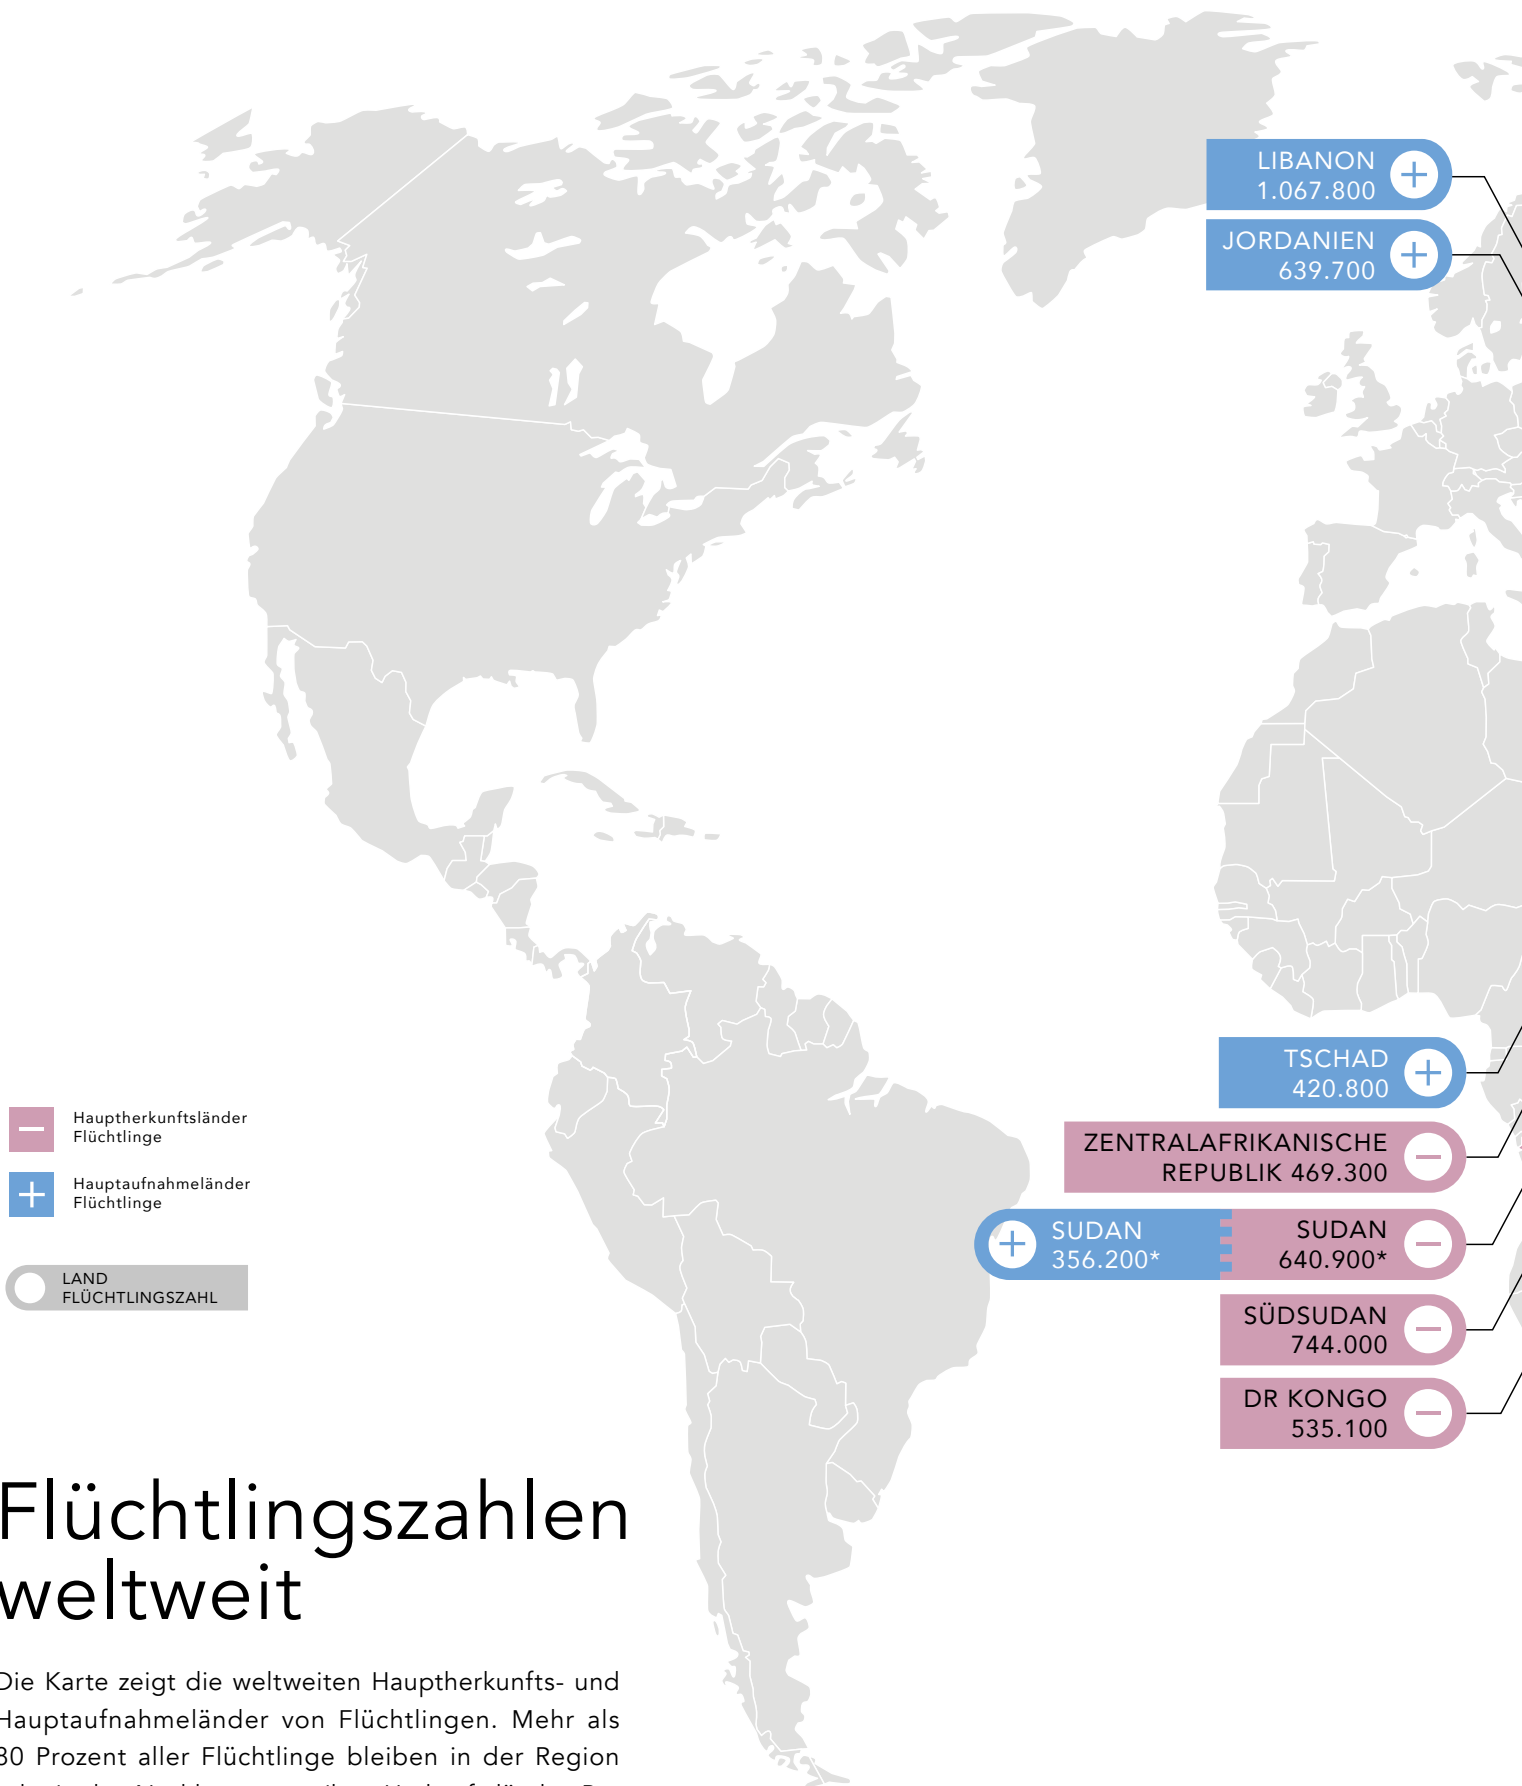 LIBANON
1.067.800
JORDANIEN
639.700
TSCHAD
420.800
ZENTRALAFRIKANISCHE
REPUBLIK 469.300
SUDAN
356.200*
SUDAN
640.900*
SÜDSUDAN
744.000
DR KONGO
535.100
Hauptherkunftsländer
Flüchtlinge
Hauptaufnahmeländer
Flüchtlinge
LAND
FLÜCHTLINGSZAHL
Flüchtlingszahlen
weltweit
Die Karte zeigt die weltweiten Hauptherkunfts- und
Hauptaufnahmeländer von Flüchtlingen. Mehr als
Prozent aller Flüchtlinge bleiben in der Region